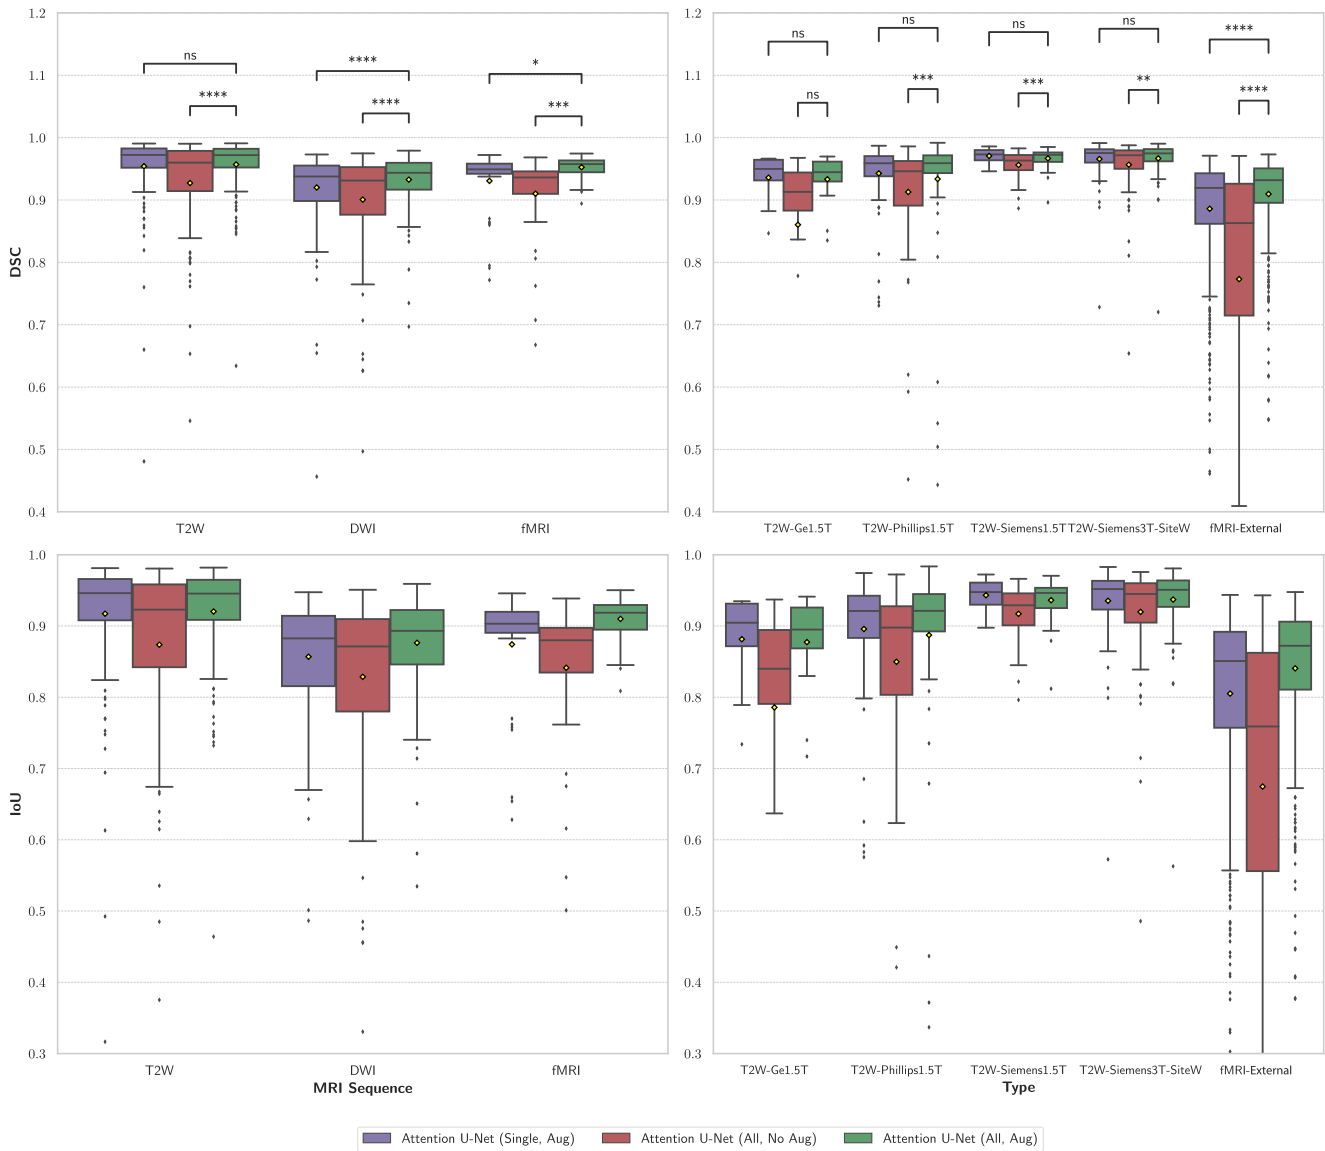 1.2
1.1
1.0
0.9
0.8
0.7
0.6
0.5
0.4
DSC
ns
****
****
****
*
***
T2W
DWI
fMRI
1.2
1.1
1.0
0.9
0.8
0.7
0.6
0.5
0.4
ns
ns
ns
***
ns
***
ns
**
****
****
T2W-Ge1.5T
T2W-Phillips1.5T
T2W-Siemens1.5T
T2W-Siemens3T-SiteW
fMRI-External
1.0
0.9
0.8
0.7
0.6
0.5
0.4
0.3
IoU
T2W
DWI
fMRI
MRI Sequence
1.0
0.9
0.8
0.7
0.6
0.5
0.4
0.3
T2W-Ge1.5T
T2W-Phillips1.5T
T2W-Siemens1.5T
T2W-Siemens3T-SiteW
fMRI-External
Type
Attention U-Net (Single, Aug)
Attention U-Net (All, No Aug)
Attention U-Net (All, Aug)